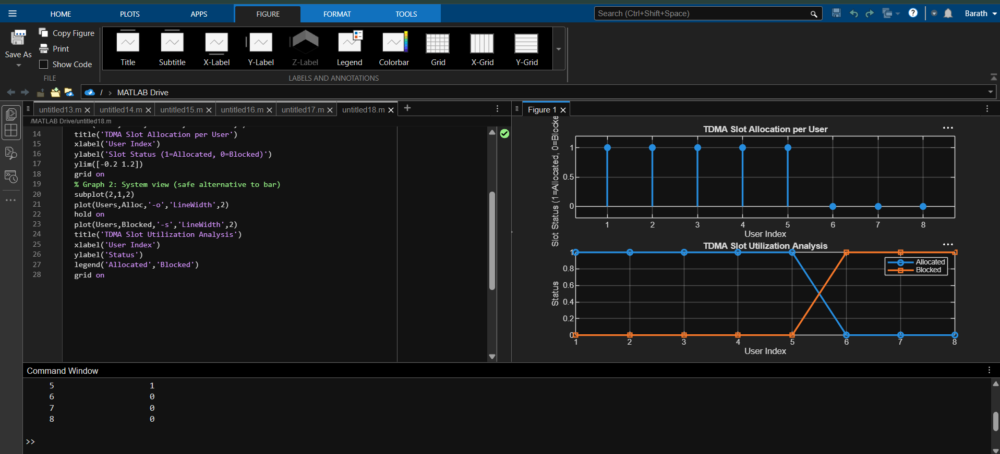 HOME PLOTS APPS FIGURE FORMAT TOOLS Search (Ctrl+Shift+Space) ? Barath
Save As
Copy Figure
Print
Show Code
FILE
Title Subtitle X-Label Y-Label Z-Label Legend Colorbar Grid X-Grid Y-Grid
LABELS AND ANNOTATIONS
/ › MATLAB Drive
untitled13.m × untitled14.m × untitled15.m × untitled16.m × untitled17.m × untitled18.m × +
/MATLAB Drive/untitled18.m
14 title('TDMA Slot Allocation per User')
15 xlabel('User Index')
16 ylabel('Slot Status (1=Allocated, 0=Blocked)')
17 ylim([-0.2 1.2])
18 grid on
19 % Graph 2: System view (safe alternative to bar)
20 subplot(2,1,2)
21 plot(Users,Alloc,'-o','LineWidth',2)
22 hold on
23 plot(Users,Blocked,'-s','LineWidth',2)
24 title('TDMA Slot Utilization Analysis')
25 xlabel('User Index')
26 ylabel('Status')
27 legend('Allocated','Blocked')
28 grid on
Figure 1 ×
TDMA Slot Allocation per User
Slot Status (1=Allocated, 0=Blocke
1
0.5
0
1 2 3 4 5 6 7 8
User Index
TDMA Slot Utilization Analysis
Status
1
0.8
0.6
0.4
0.2
0
Allocated
Blocked
1 2 3 4 5 6 7 8
User Index
Command Window
5 1
6 0
7 0
8 0
>>